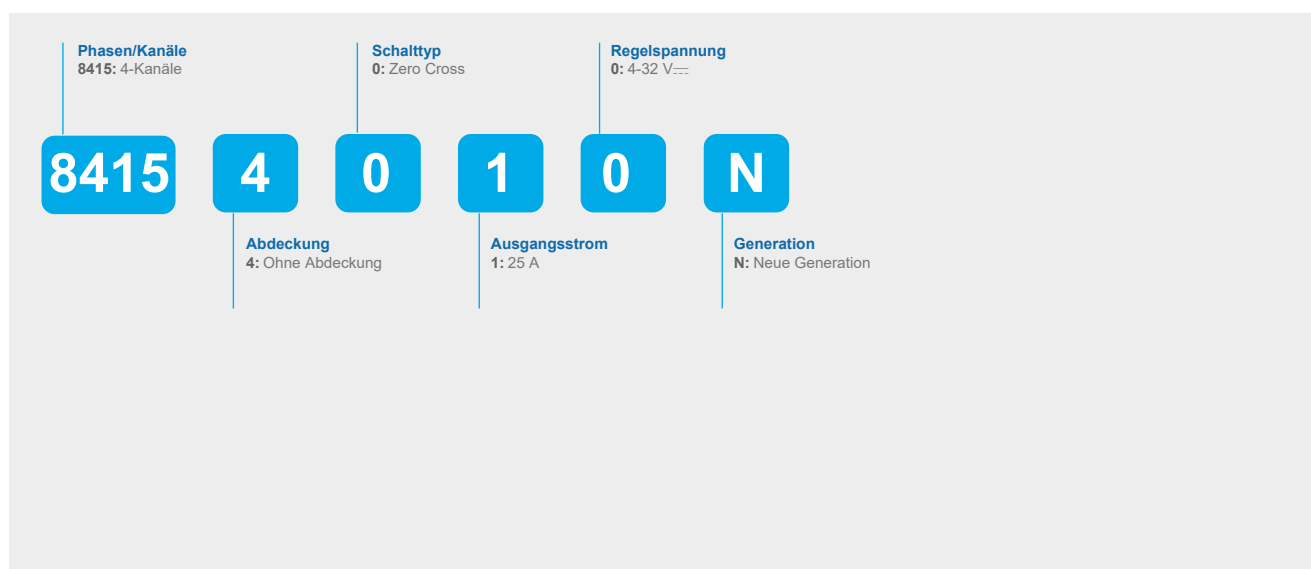 Phasen/Kanäle
8415: 4-Kanäle
Schalttyp
0: Zero Cross
Regelspannung
0: 4-32 V⎓
8415 4 0 1 0 N
Abdeckung
4: Ohne Abdeckung
Ausgangsstrom
1: 25 A
Generation
N: Neue Generation